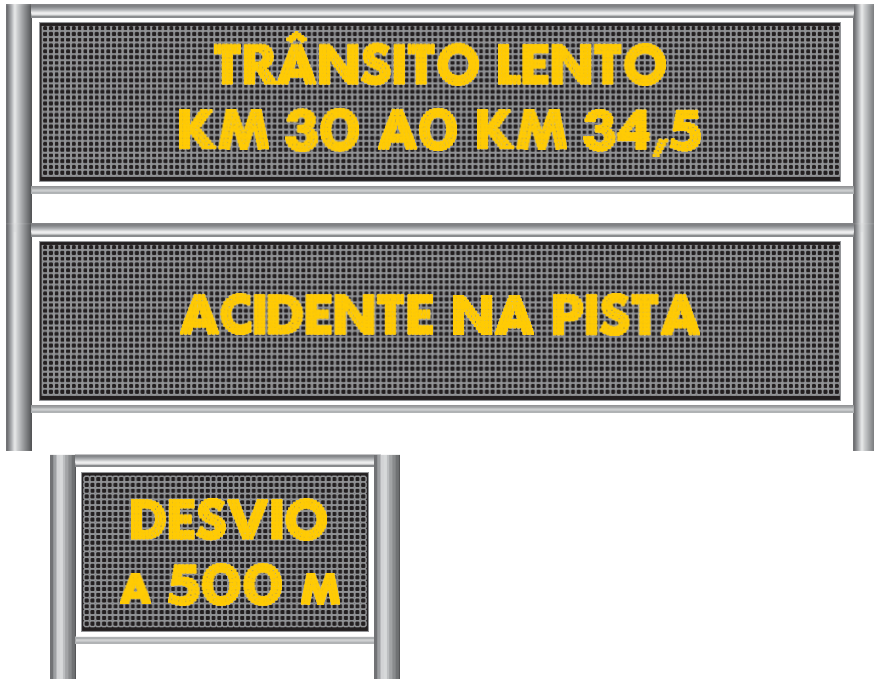 TRÂNSITO LENTO
KM 30 AO KM 34,5
ACIDENTE NA PISTA
DESVIO
A 500 M